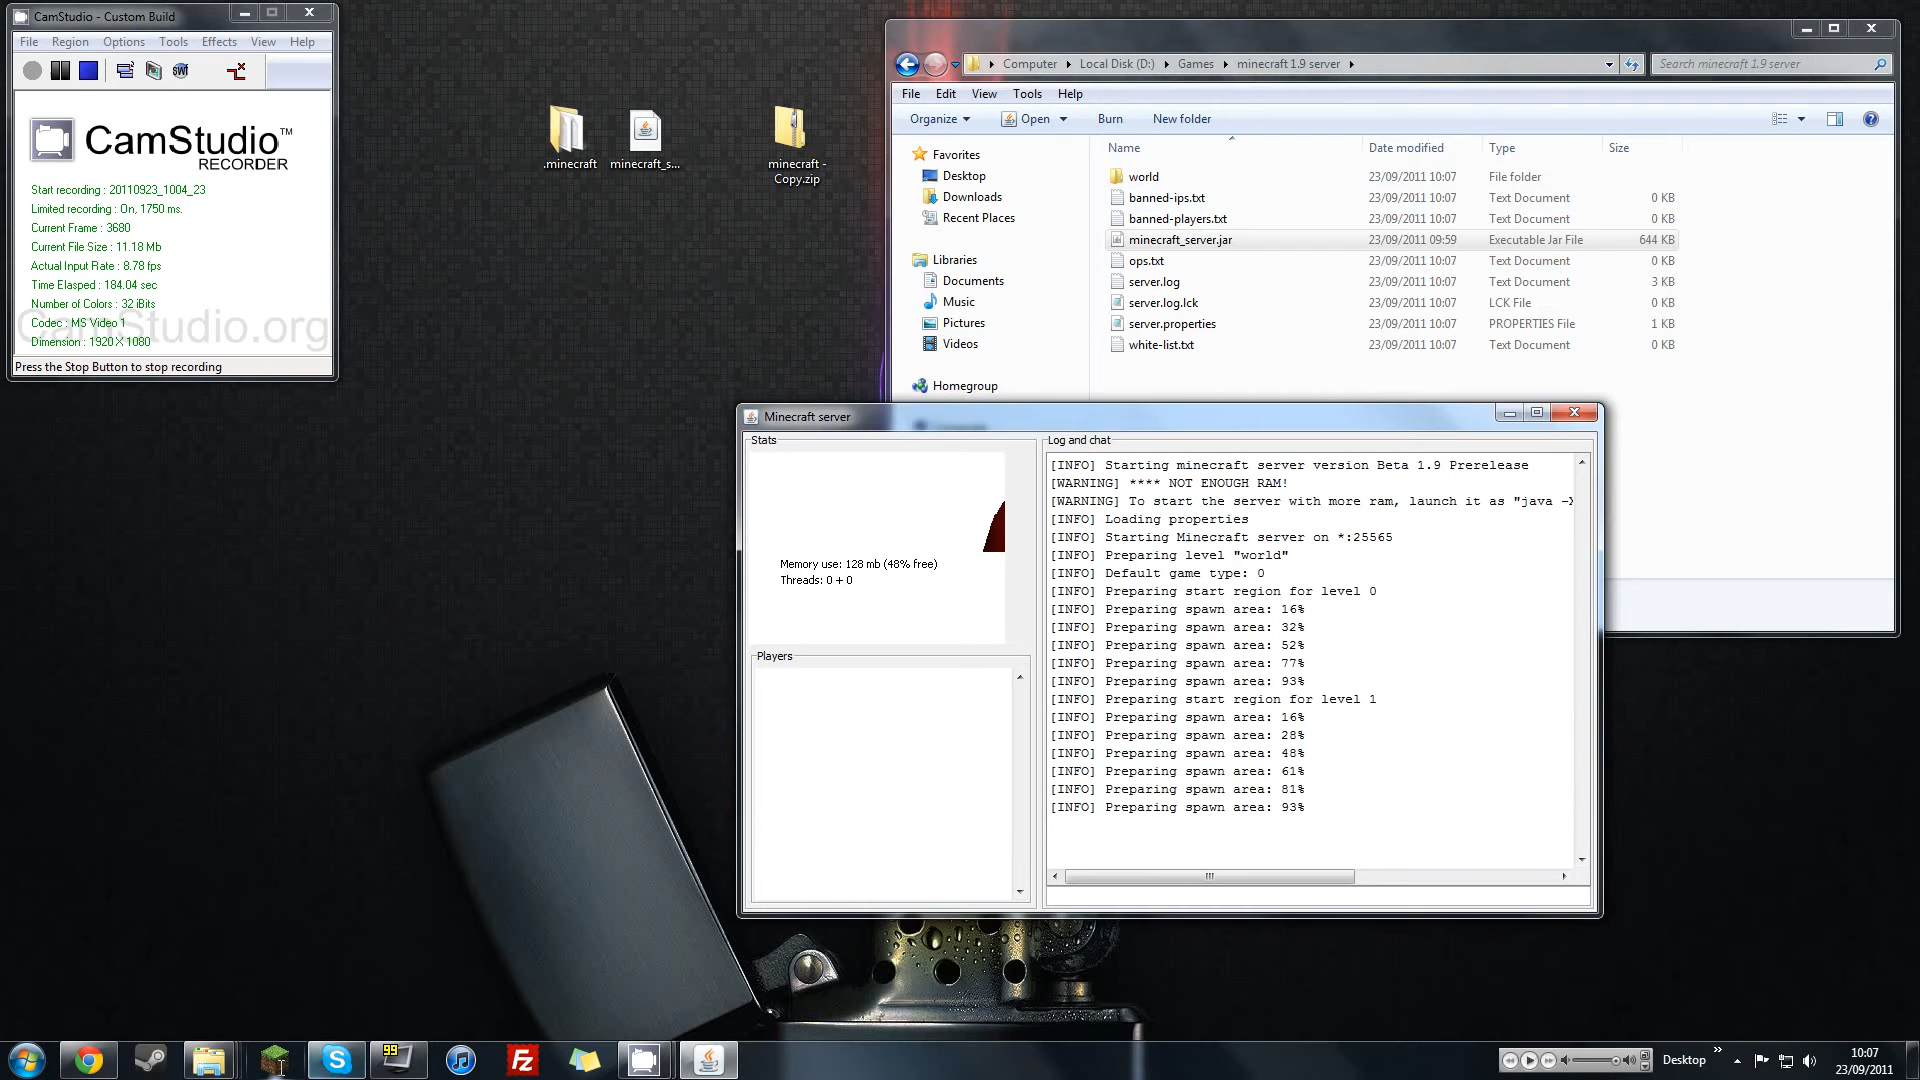 CamStudio - Custom Build
File Region Options Tools Effects View Help
CamStudio™
RECORDER
Start recording : 20110923_1004_23
Limited recording : On, 1750 ms.
Current Frame : 3680
Current File Size : 11.18 Mb
Actual Input Rate : 8.78 fps
Time Elasped : 184.04 sec
Number of Colors : 32 iBits
Codec : MS Video 1
CamStudio.org
Dimension : 1920 X 1080
Press the Stop Button to stop recording
.minecraft
minecraft_s...
minecraft -
Copy.zip
Computer Local Disk (D:) Games minecraft 1.9 server
Search minecraft 1.9 server
File Edit View Tools Help
Organize Open Burn New folder
Favorites
Desktop
Downloads
Recent Places
Libraries
Documents
Music
Pictures
Videos
Homegroup
Name Date modified Type Size
world 23/09/2011 10:07 File folder
banned-ips.txt 23/09/2011 10:07 Text Document 0 KB
banned-players.txt 23/09/2011 10:07 Text Document 0 KB
minecraft_server.jar 23/09/2011 09:59 Executable Jar File 644 KB
ops.txt 23/09/2011 10:07 Text Document 0 KB
server.log 23/09/2011 10:07 Text Document 3 KB
server.log.lck 23/09/2011 10:07 LCK File 0 KB
server.properties 23/09/2011 10:07 PROPERTIES File 1 KB
white-list.txt 23/09/2011 10:07 Text Document 0 KB
Minecraft server
Stats
Memory use: 128 mb (48% free)
Threads: 0 + 0
Players
Log and chat
[INFO] Starting minecraft server version Beta 1.9 Prerelease
[WARNING] **** NOT ENOUGH RAM!
[WARNING] To start the server with more ram, launch it as "java -X
[INFO] Loading properties
[INFO] Starting Minecraft server on *:25565
[INFO] Preparing level "world"
[INFO] Default game type: 0
[INFO] Preparing start region for level 0
[INFO] Preparing spawn area: 16%
[INFO] Preparing spawn area: 32%
[INFO] Preparing spawn area: 52%
[INFO] Preparing spawn area: 77%
[INFO] Preparing spawn area: 93%
[INFO] Preparing start region for level 1
[INFO] Preparing spawn area: 16%
[INFO] Preparing spawn area: 28%
[INFO] Preparing spawn area: 48%
[INFO] Preparing spawn area: 61%
[INFO] Preparing spawn area: 81%
[INFO] Preparing spawn area: 93%
99
Fz
Desktop
10:07
23/09/2011